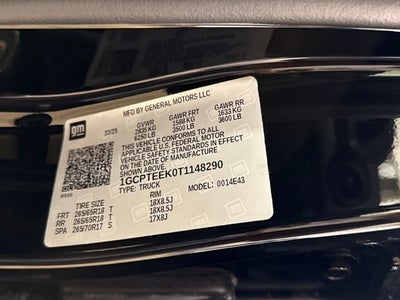 MFD BY GENERAL MOTORS LLC
gm
10/25 GVWR GAWR FRT GAWR RR
2835 KG 1588 KG 1633 KG
6250 LB 3500 LB 3600 LB
THIS VEHICLE CONFORMS TO ALL
APPLICABLE U.S. FEDERAL MOTOR
VEHICLE SAFETY STANDARDS IN EFFECT
ON THE DATE OF MANUFACTURE
SHOWN ABOVE.
1GCPTEEK0T1148290
TYPE: TRUCK MODEL: 0014E43
TIRE SIZE RIM
FRT 265/65R18 T 18X8.5J
RR 265/65R18 T 18X8.5J
SPA 265/70R17 S 17X8J